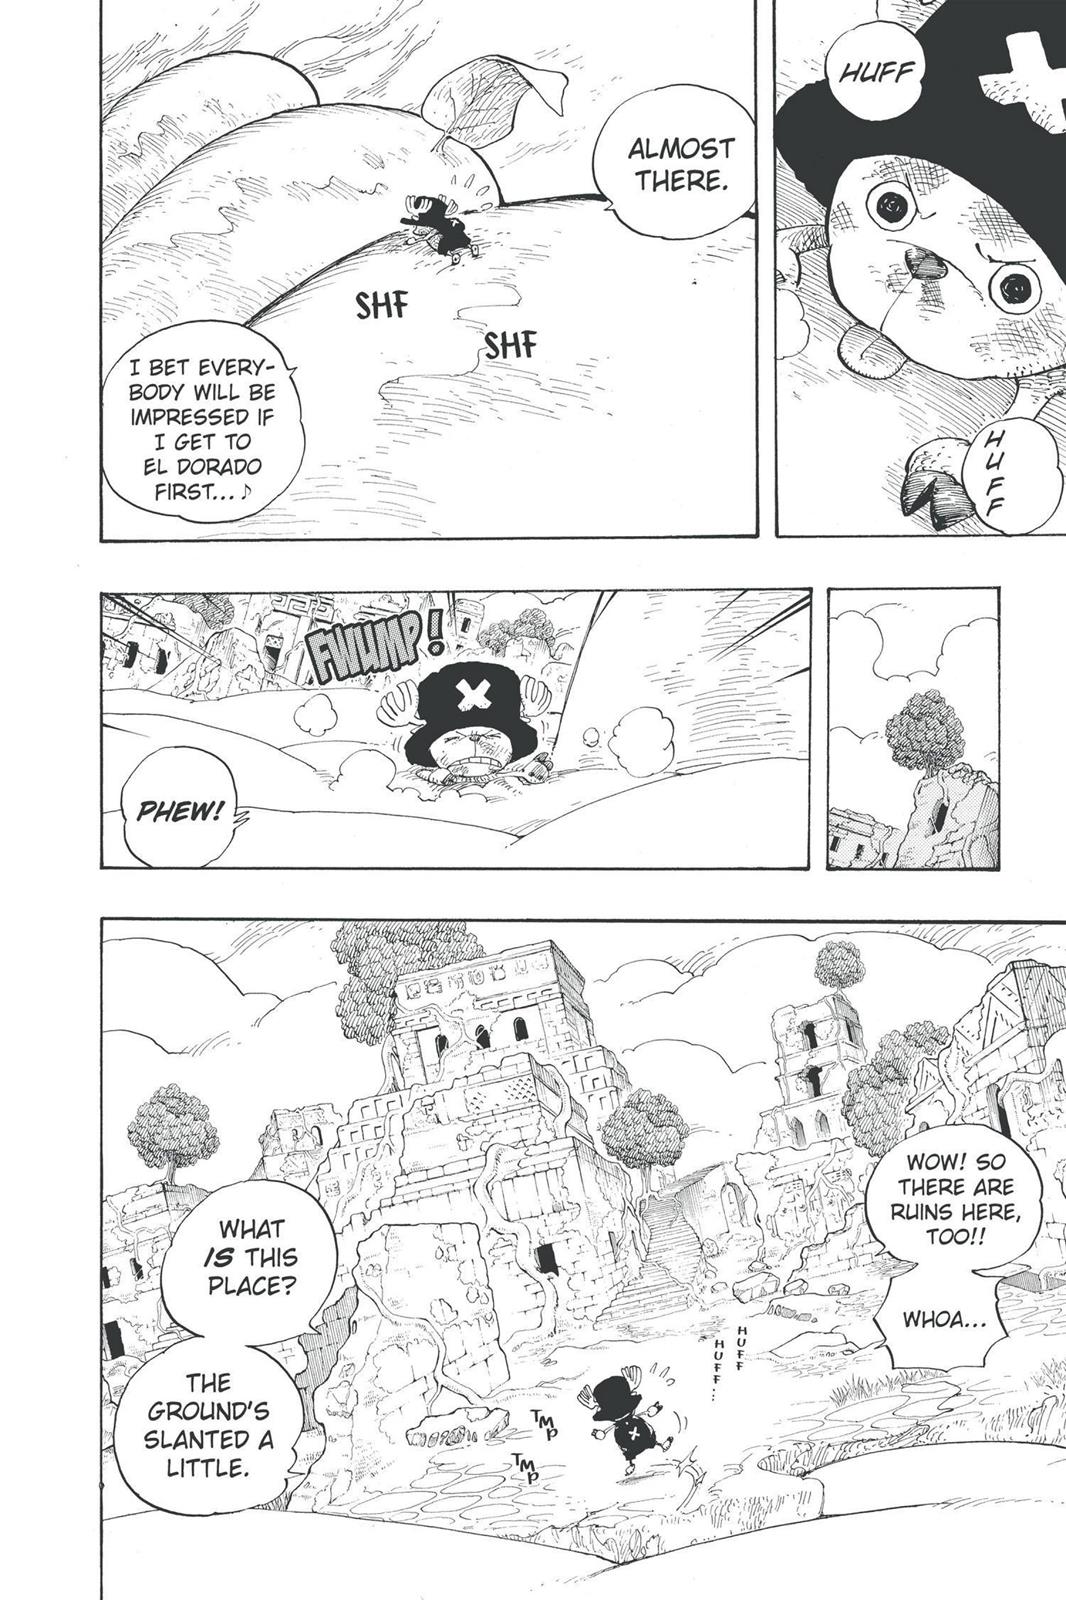 HUFF
HUFF
ALMOST
THERE.
SHF
SHF
I BET EVERY-
BODY WILL BE
IMPRESSED IF
I GET TO
EL DORADO
FIRST...♪
FWUMP!
PHEW!
WOW! SO
THERE ARE
RUINS HERE,
TOO!!
WHOA...
HUFF
HUFF...
TMP
TMP
WHAT
IS THIS
PLACE?
THE
GROUND'S
SLANTED A
LITTLE.